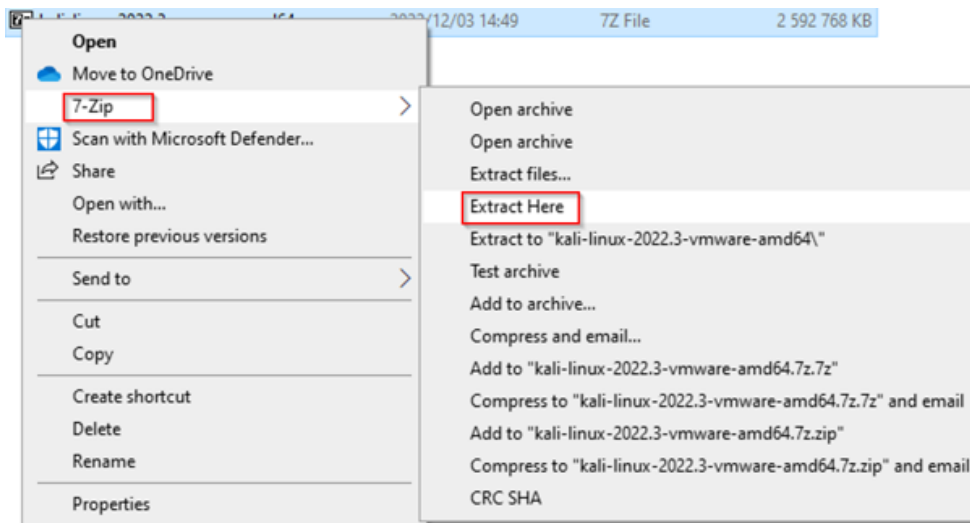 2022/12/03 14:49 7Z File 2 592 768 KB
Open
Move to OneDrive
7-Zip
Scan with Microsoft Defender...
Share
Open with...
Restore previous versions
Send to
Cut
Copy
Create shortcut
Delete
Rename
Properties
Open archive
Open archive
Extract files...
Extract Here
Extract to "kali-linux-2022.3-vmware-amd64\"
Test archive
Add to archive...
Compress and email...
Add to "kali-linux-2022.3-vmware-amd64.7z.7z"
Compress to "kali-linux-2022.3-vmware-amd64.7z.7z" and email
Add to "kali-linux-2022.3-vmware-amd64.7z.zip"
Compress to "kali-linux-2022.3-vmware-amd64.7z.zip" and email
CRC SHA